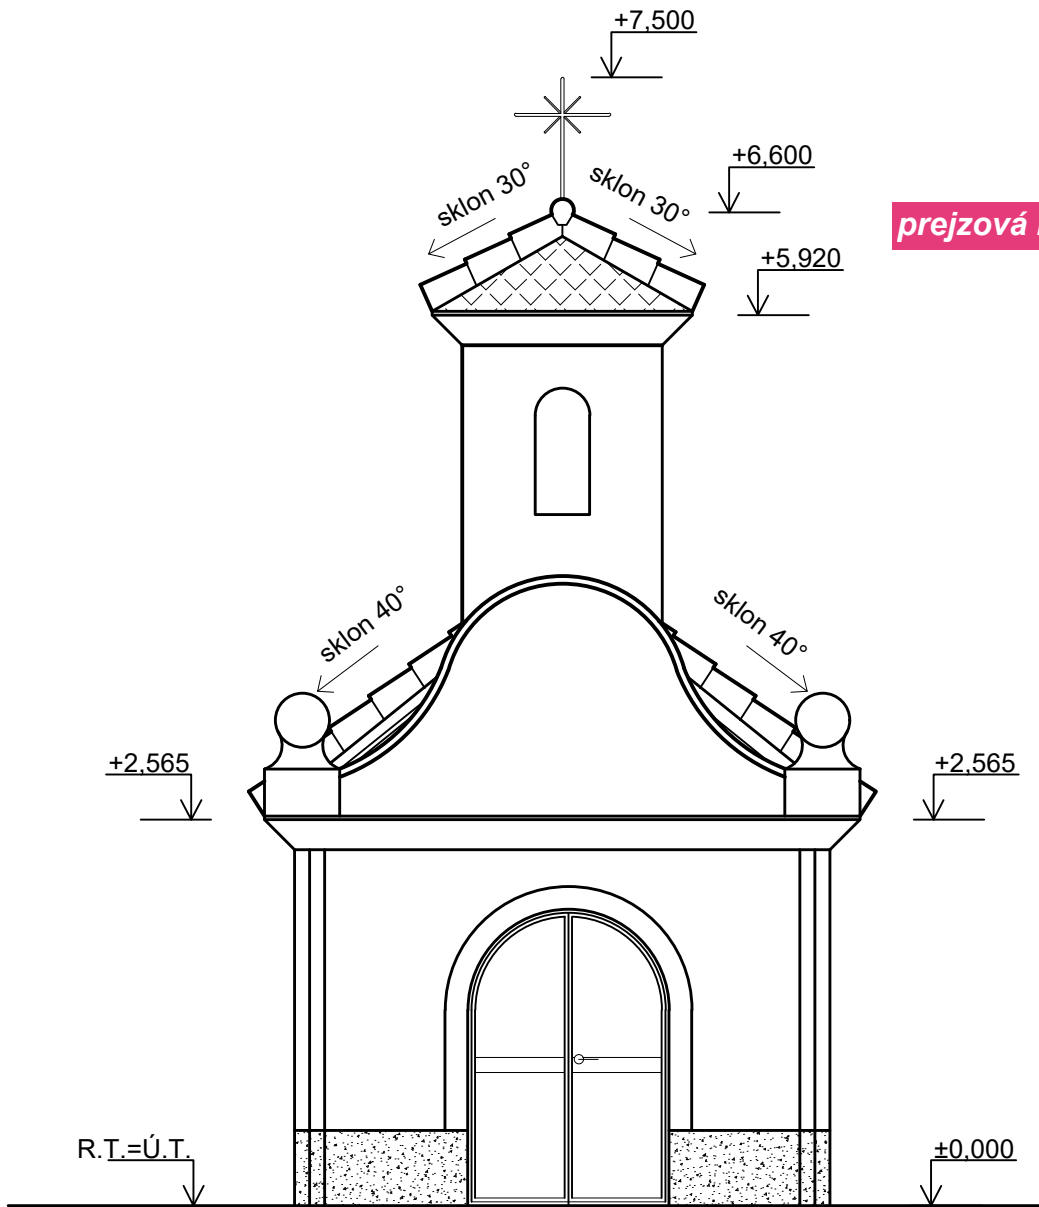 +7,500
+6,600
sklon 30°
sklon 30°
prejzová
+5,920
sklon 40°
sklon 40°
+2,565
+2,565
R.T.=Ú.T.
±0,000